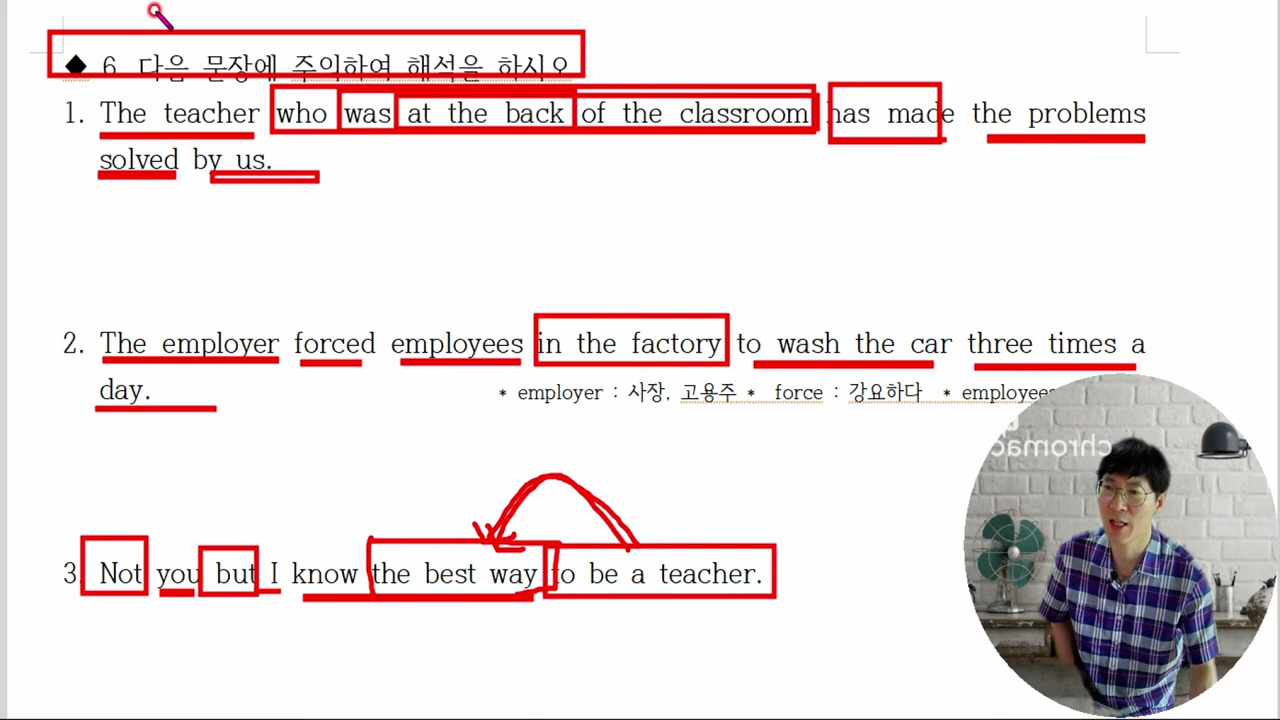 ◆ 6. 다음 문장에 주의하여 해석을 하시오
1. The teacher who was at the back of the classroom has made the problems
solved by us.
2. The employer forced employees in the factory to wash the car three times a
day.
* employer : 사장, 고용주 * force : 강요하다 * employees
chromac
3. Not you but I know the best way to be a teacher.